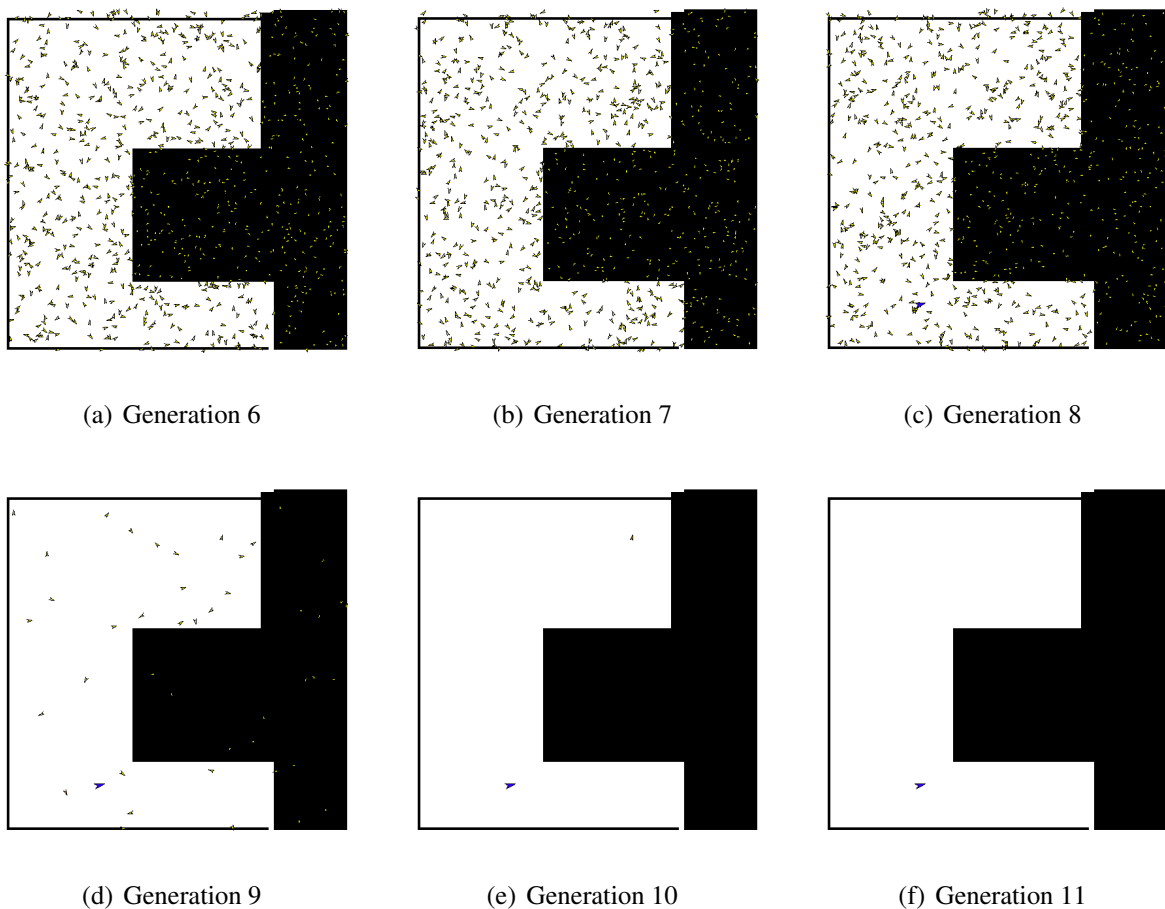 (a) Generation 6
(b) Generation 7
(c) Generation 8
(d) Generation 9
(e) Generation 10
(f) Generation 11